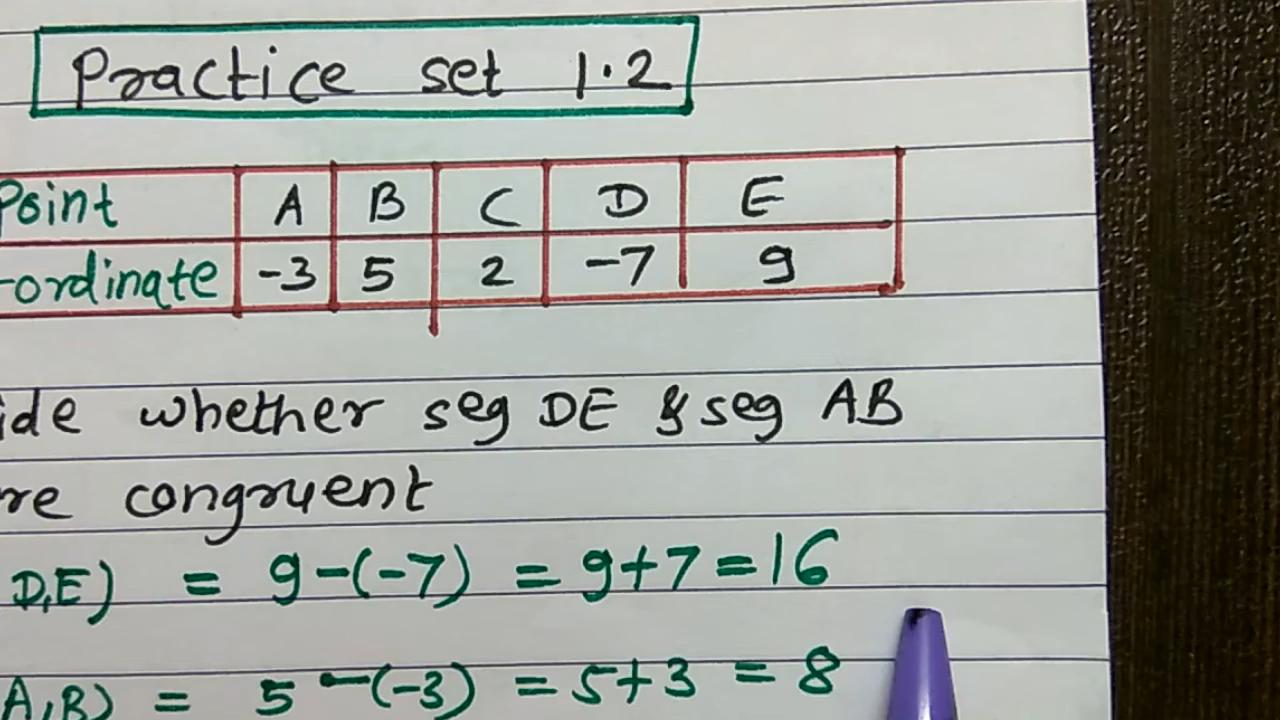 Practice set 1.2
Point A B C D E
-ordinate -3 5 2 -7 9
ide whether seg DE & seg AB
re congruent
D,E) = 9-(-7) = 9+7=16
A,B) = 5-(-3) = 5+3 = 8